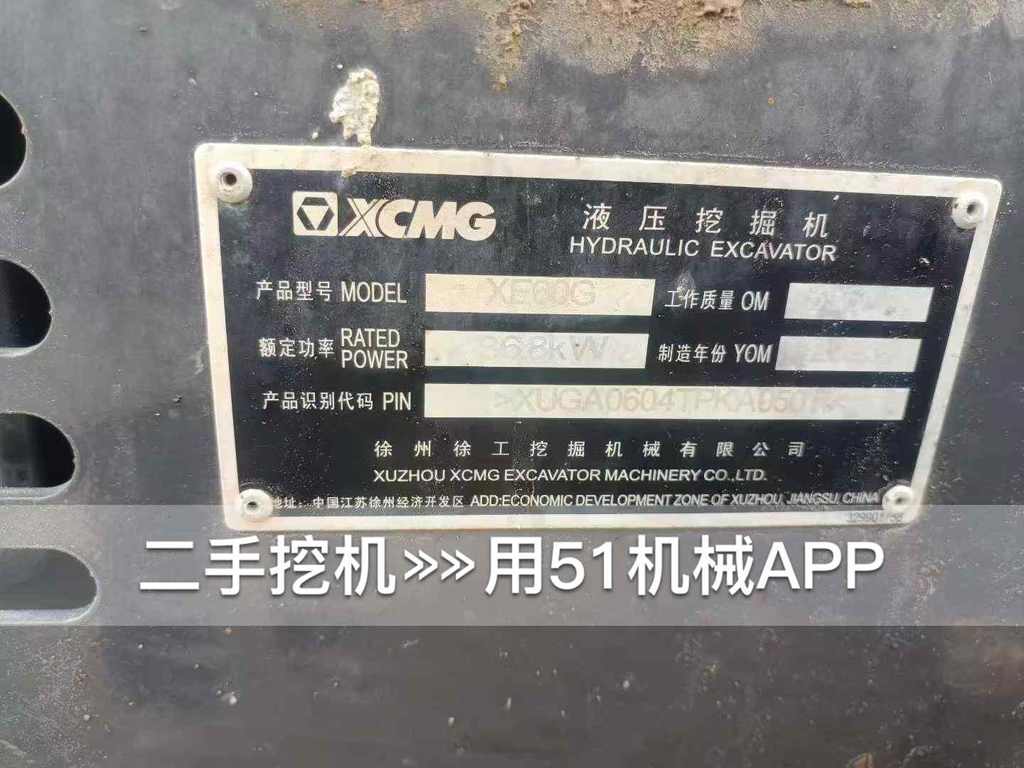 XCMG
液压挖掘机
HYDRAULIC EXCAVATOR
产品型号 MODEL XE60G 工作质量 OM
额定功率 RATED POWER 36.8kW 制造年份 YOM
产品识别代码 PIN
徐州徐工挖掘机械有限公司
XUZHOU XCMG EXCAVATOR MACHINERY CO.,LTD.
地址: 中国江苏徐州经济开发区 ADD:ECONOMIC DEVELOPMENT ZONE OF XUZHOU, JIANGSU, CHINA
二手挖机»»用51机械APP